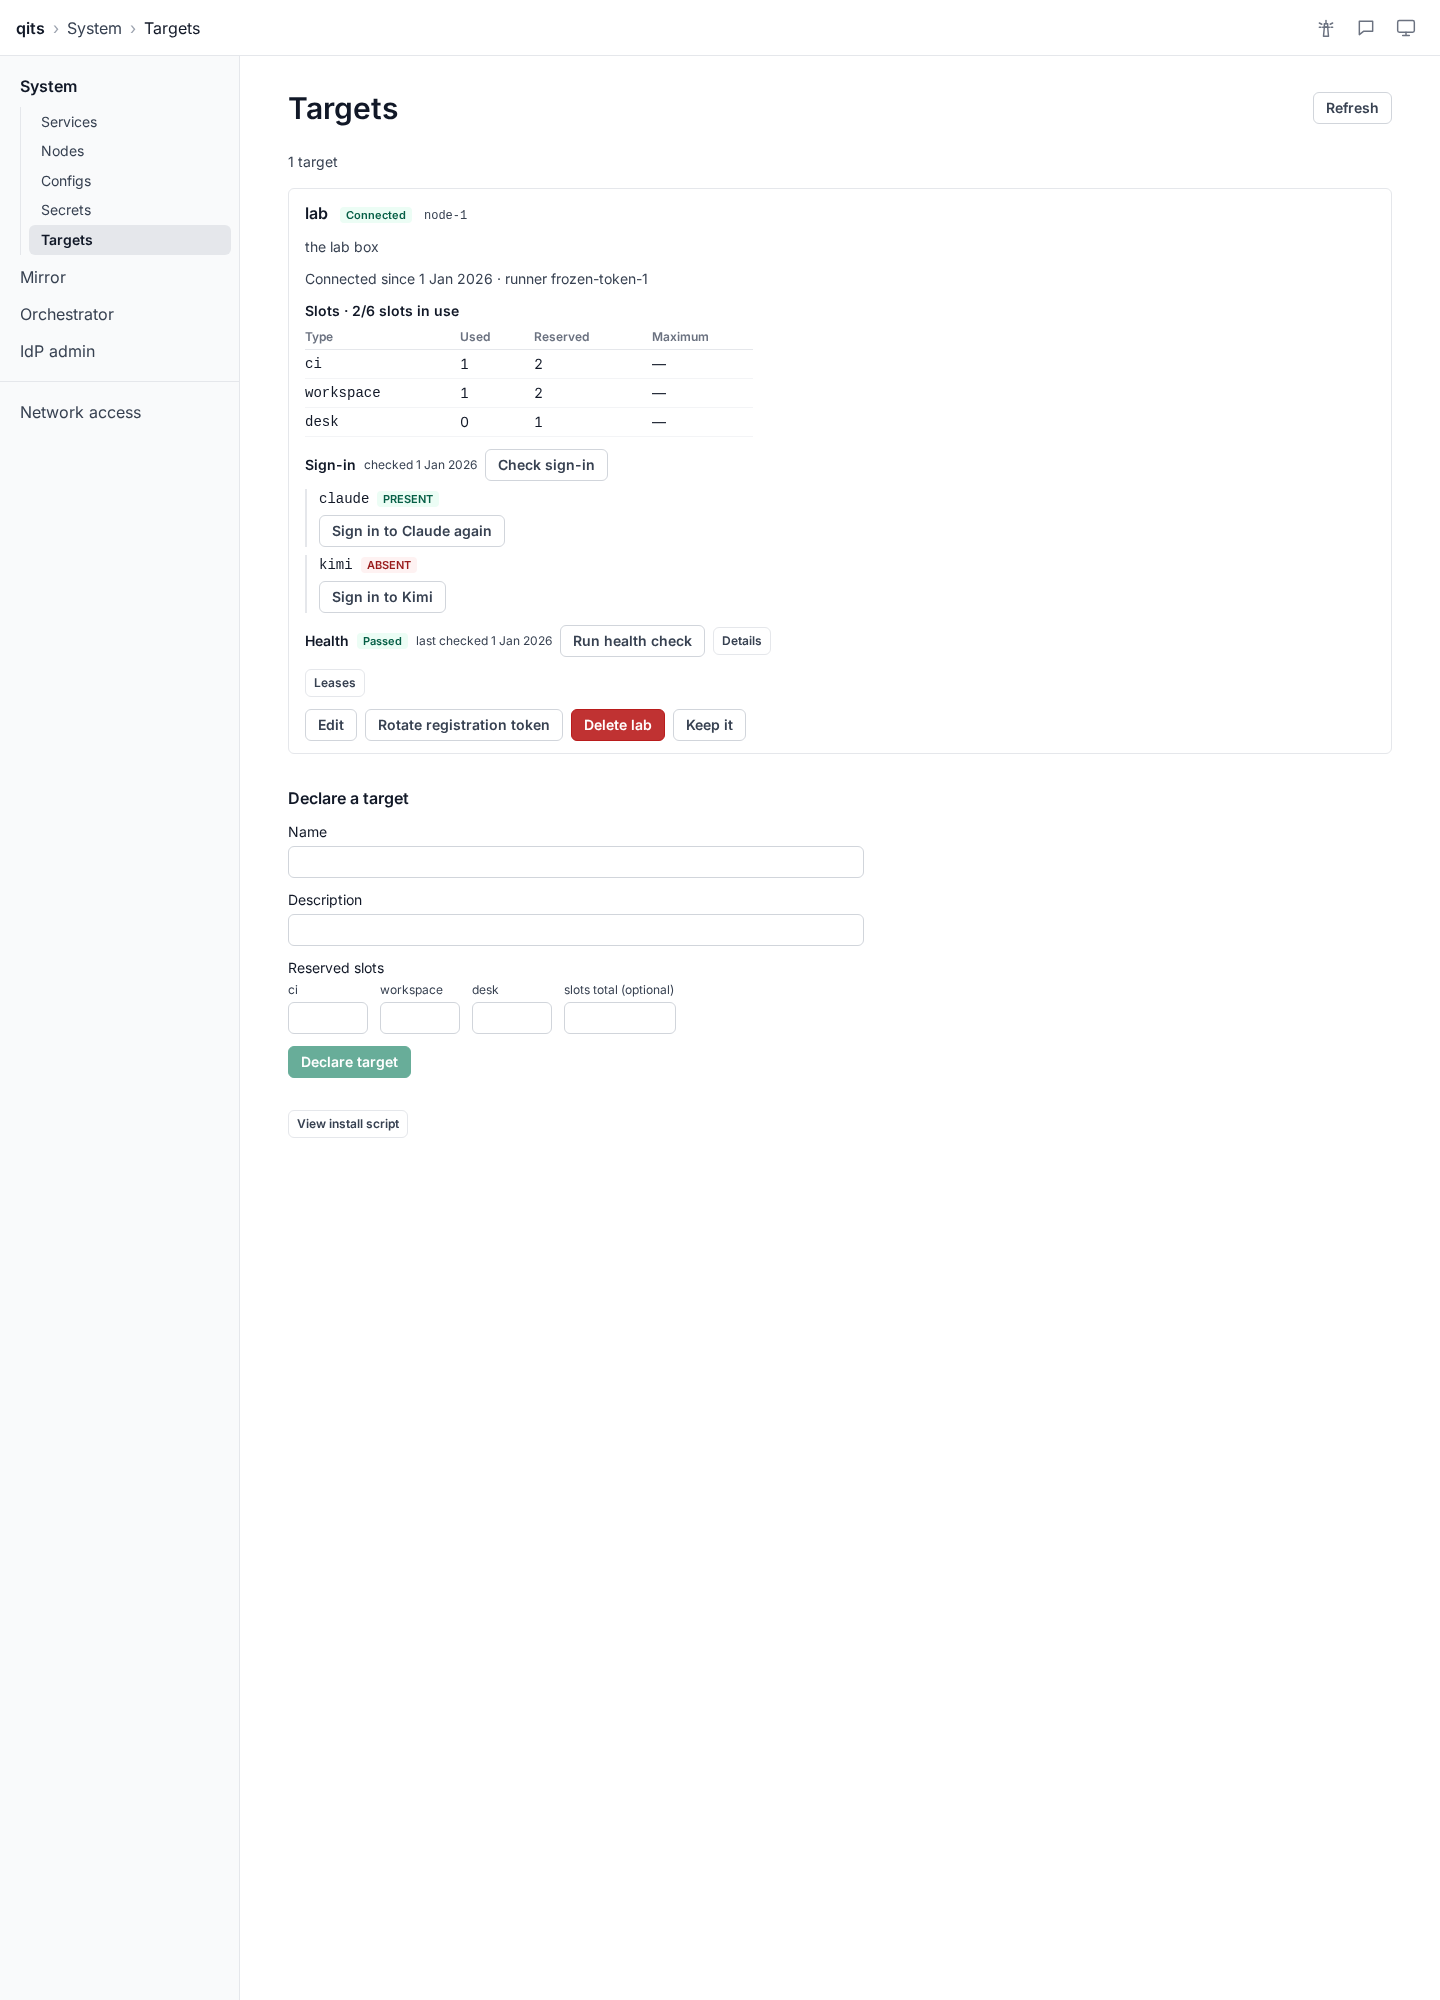 qits › System › Targets
System
Services
Nodes
Configs
Secrets
Targets
Mirror
Orchestrator
IdP admin
Network access
Targets
Refresh
1 target
lab Connected node-1
the lab box
Connected since 1 Jan 2026 · runner frozen-token-1
Slots · 2/6 slots in use
Type Used Reserved Maximum
ci 1 2 —
workspace 1 2 —
desk 0 1 —
Sign-in checked 1 Jan 2026 Check sign-in
claude PRESENT
Sign in to Claude again
kimi ABSENT
Sign in to Kimi
Health Passed last checked 1 Jan 2026 Run health check Details
Leases
Edit Rotate registration token Delete lab Keep it
Declare a target
Name
Description
Reserved slots
ci workspace desk slots total (optional)
Declare target
View install script